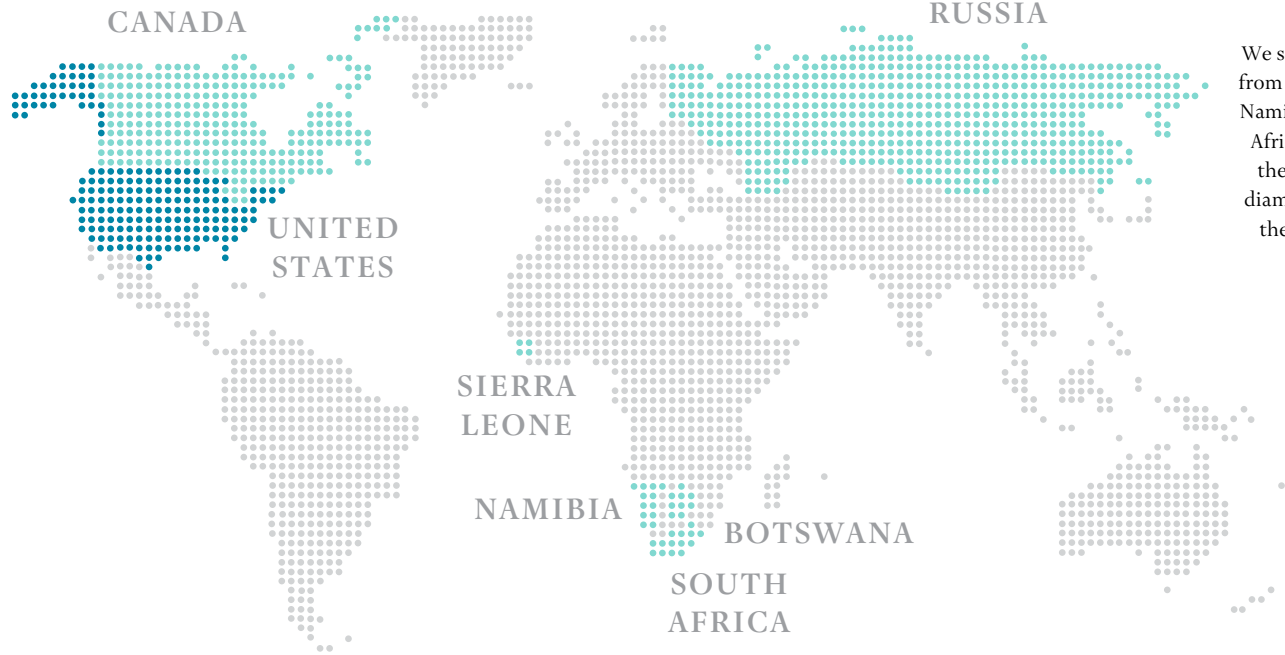 CANADA
RUSSIA
We s
from
Nami
Afri
the
diam
the
UNITED
STATES
SIERRA
LEONE
NAMIBIA
BOTSWANA
SOUTH
AFRICA